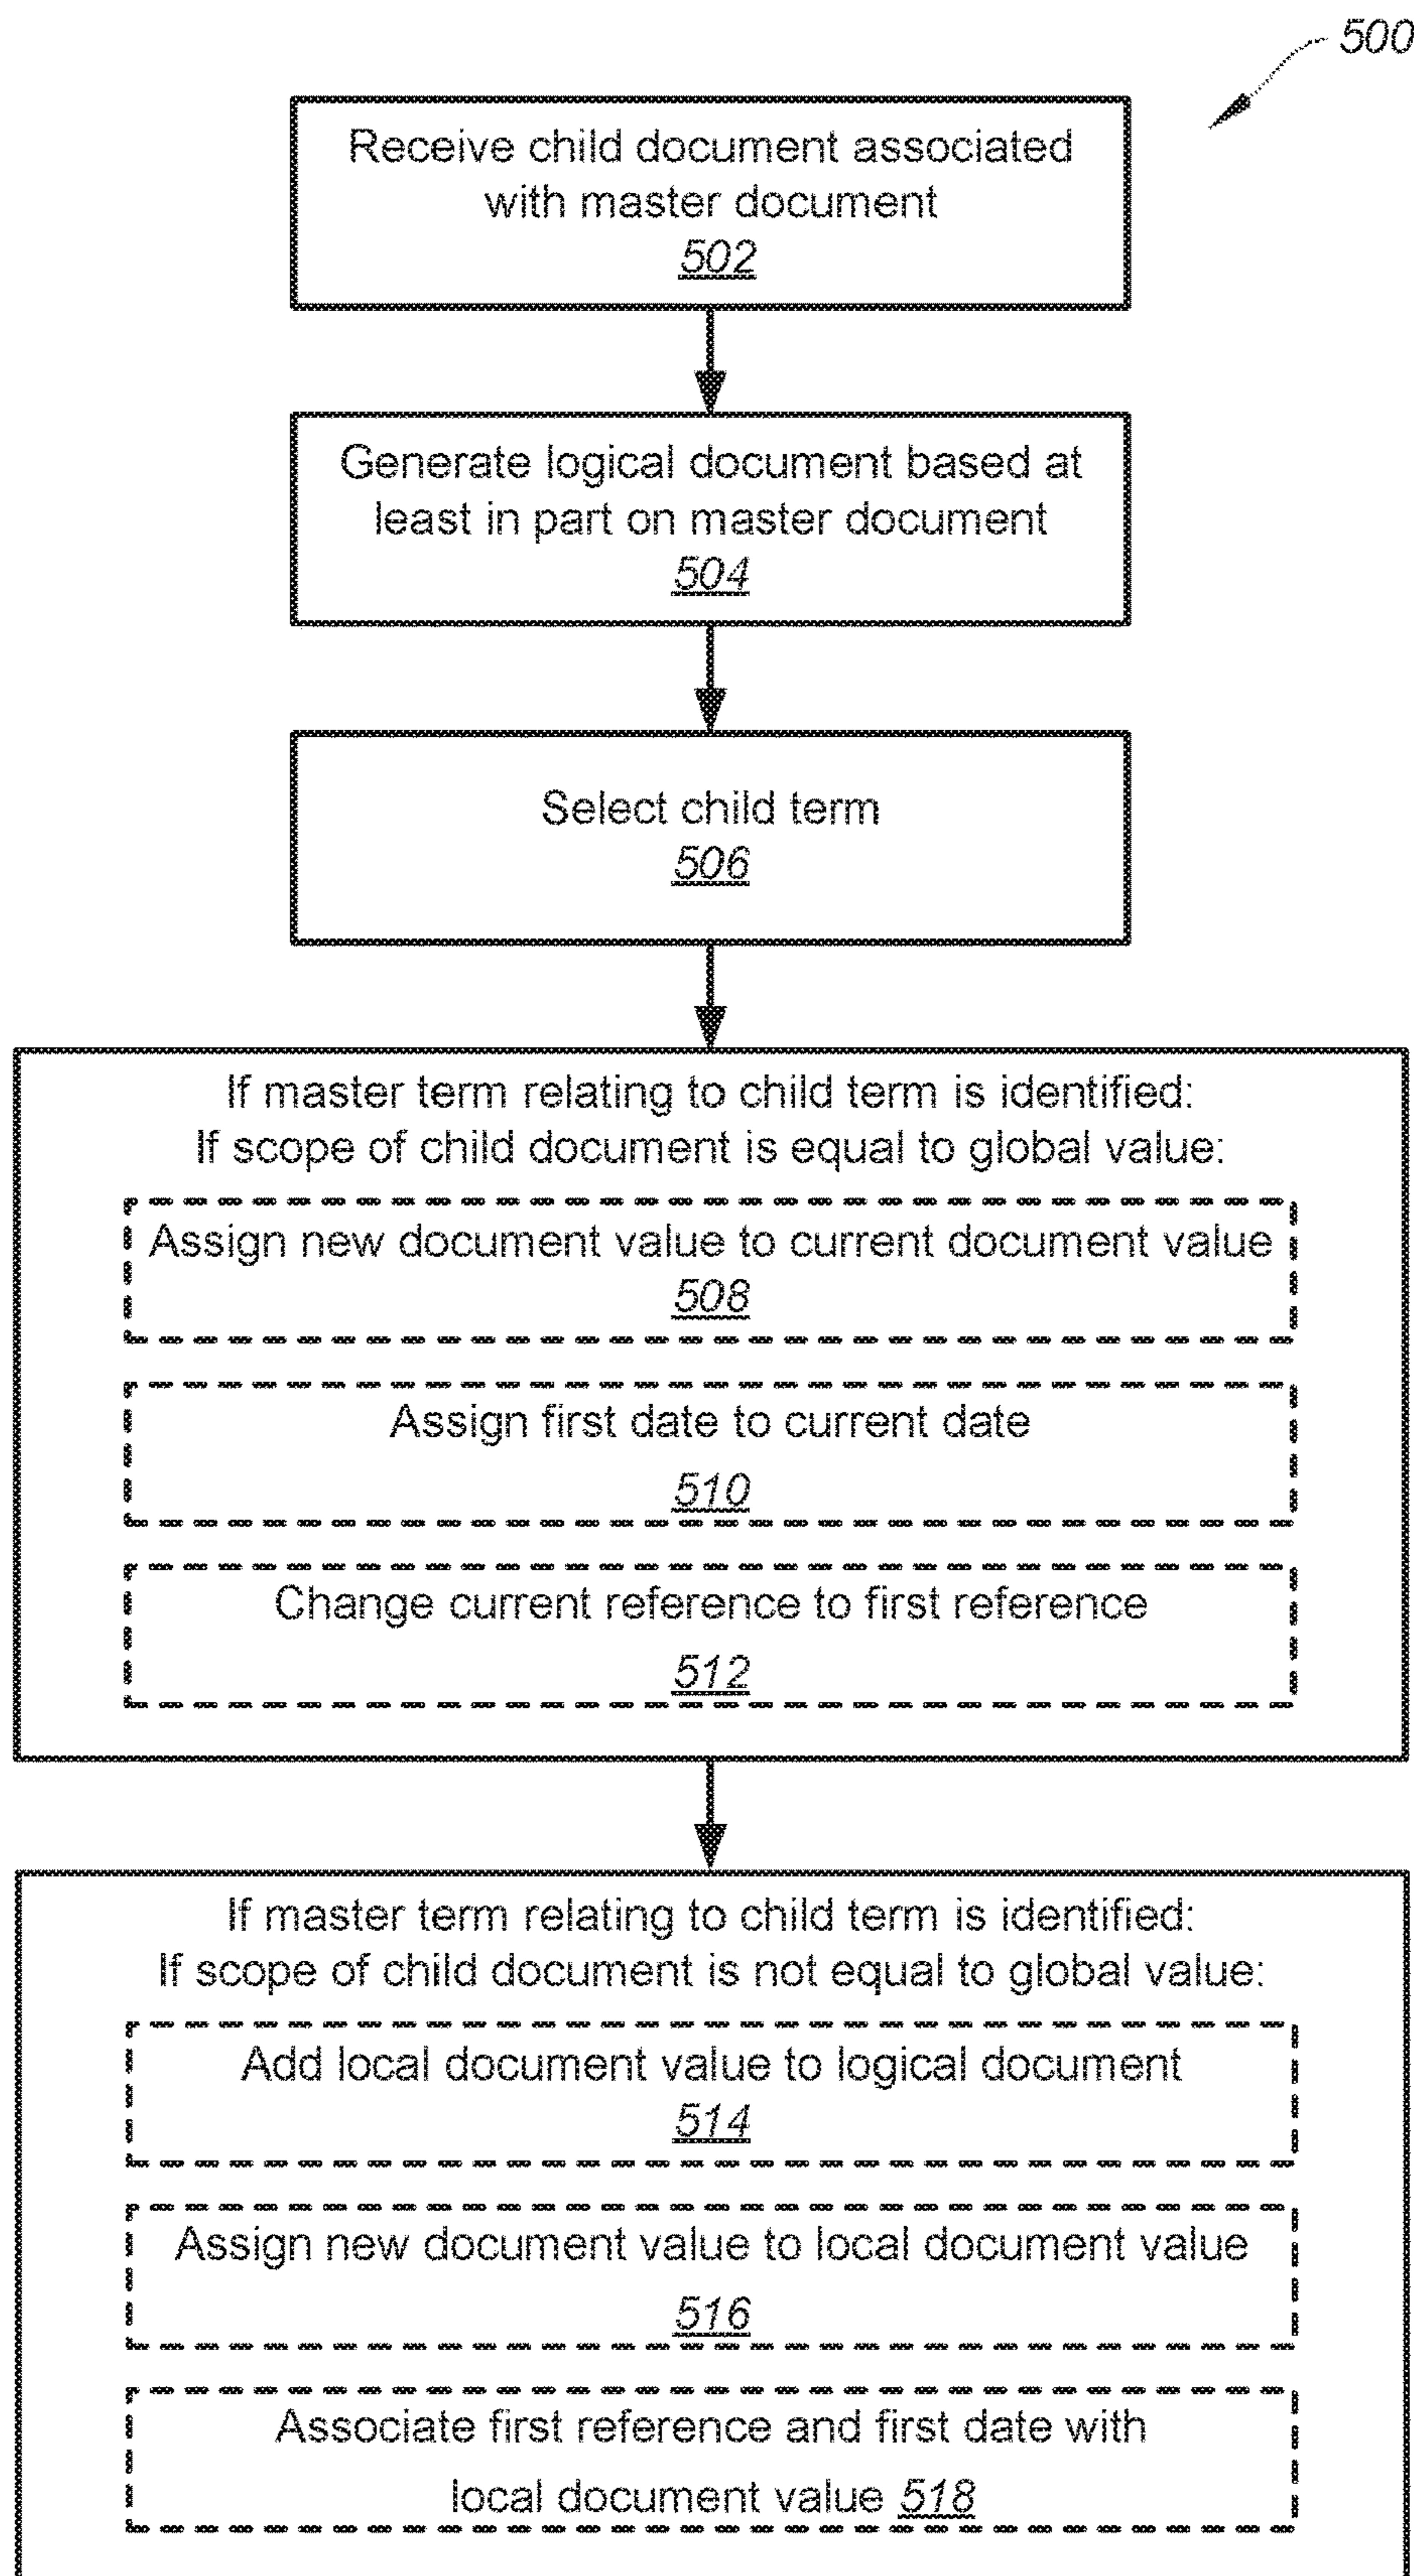 500
Receive child document associated
with master document
502
Generate logical document based at
least in part on master document
504
Select child term
506
If master term relating to child term is identified:
If scope of child document is equal to global value:
Assign new document value to current document value
508
Assign first date to current date
510
Change current reference to first reference
512
If master term relating to child term is identified:
If scope of child document is not equal to global value:
Add local document value to logical document
514
Assign new document value to local document value
516
Associate first reference and first date with
local document value 518